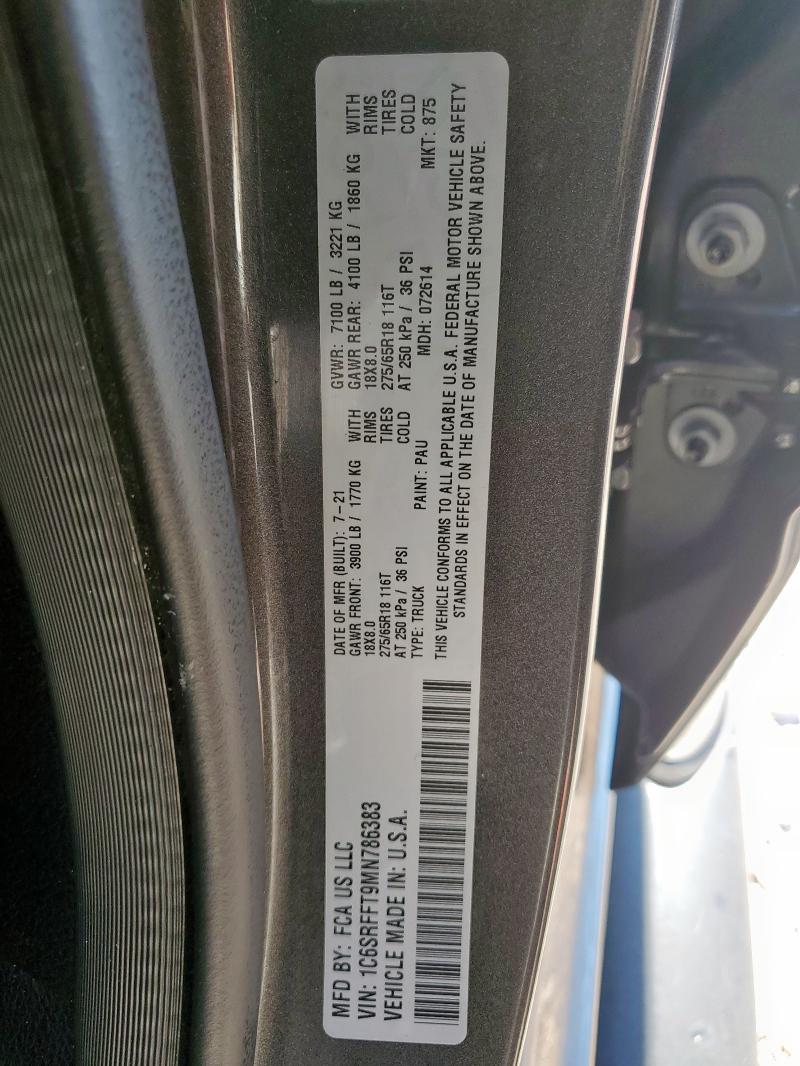 MFD BY: FCA US LLC
VIN: 1C6SRFFT9MN786383
VEHICLE MADE IN: U.S.A.
DATE OF MFR (BUILT): 7-21 GVWR: 7100 LB / 3221 KG
GAWR FRONT: 3900 LB / 1770 KG WITH GAWR REAR: 4100 LB / 1860 KG WITH
18X8.0 RIMS 18X8.0 RIMS
275/65R18 116T TIRES 275/65R18 116T TIRES
AT 250 kPa / 36 PSI COLD AT 250 kPa / 36 PSI COLD
TYPE: TRUCK PAINT: PAU MDH: 072614 MKT: 875
THIS VEHICLE CONFORMS TO ALL APPLICABLE U.S.A. FEDERAL MOTOR VEHICLE SAFETY
STANDARDS IN EFFECT ON THE DATE OF MANUFACTURE SHOWN ABOVE.